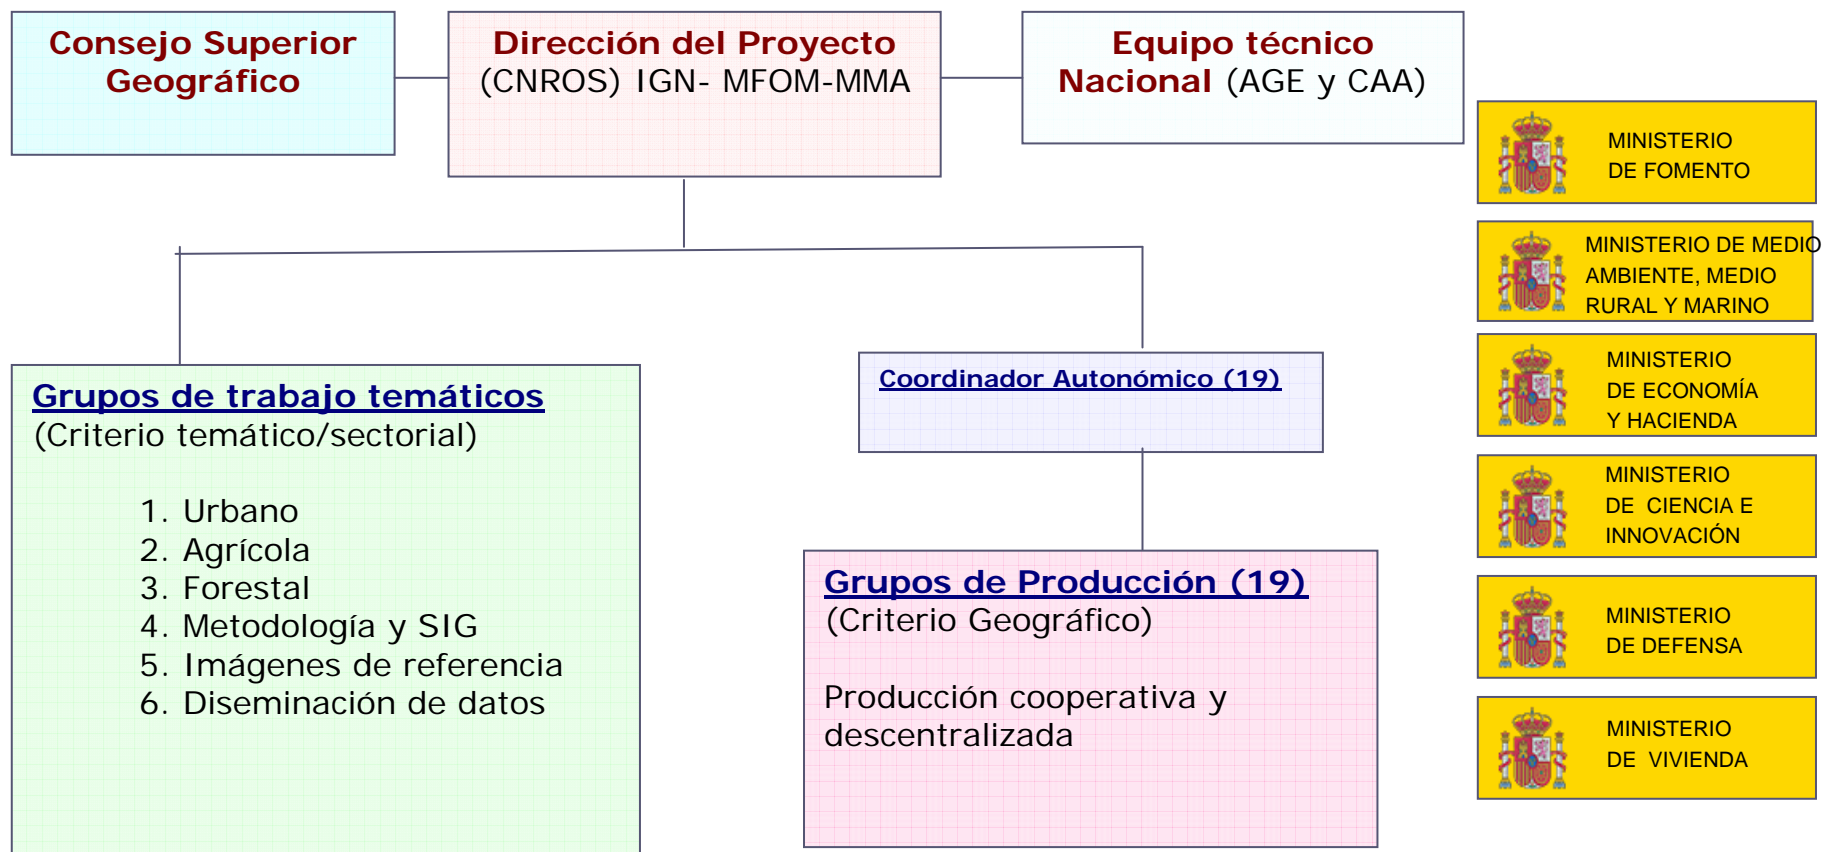 Consejo Superior
Geográfico
Dirección del Proyecto
(CNROS) IGN- MFOM-MMA
Equipo técnico
Nacional (AGE y CAA)
Grupos de trabajo temáticos
(Criterio temático/sectorial)
1. Urbano
2. Agrícola
3. Forestal
4. Metodología y SIG
5. Imágenes de referencia
6. Diseminación de datos
Coordinador Autonómico (19)
Grupos de Producción (19)
(Criterio Geográfico)
Producción cooperativa y
descentralizada
MINISTERIO
DE FOMENTO
MINISTERIO DE MEDIO
AMBIENTE, MEDIO
RURAL Y MARINO
MINISTERIO
DE ECONOMÍA
Y HACIENDA
MINISTERIO
DE CIENCIA E
INNOVACIÓN
MINISTERIO
DE DEFENSA
MINISTERIO
DE VIVIENDA